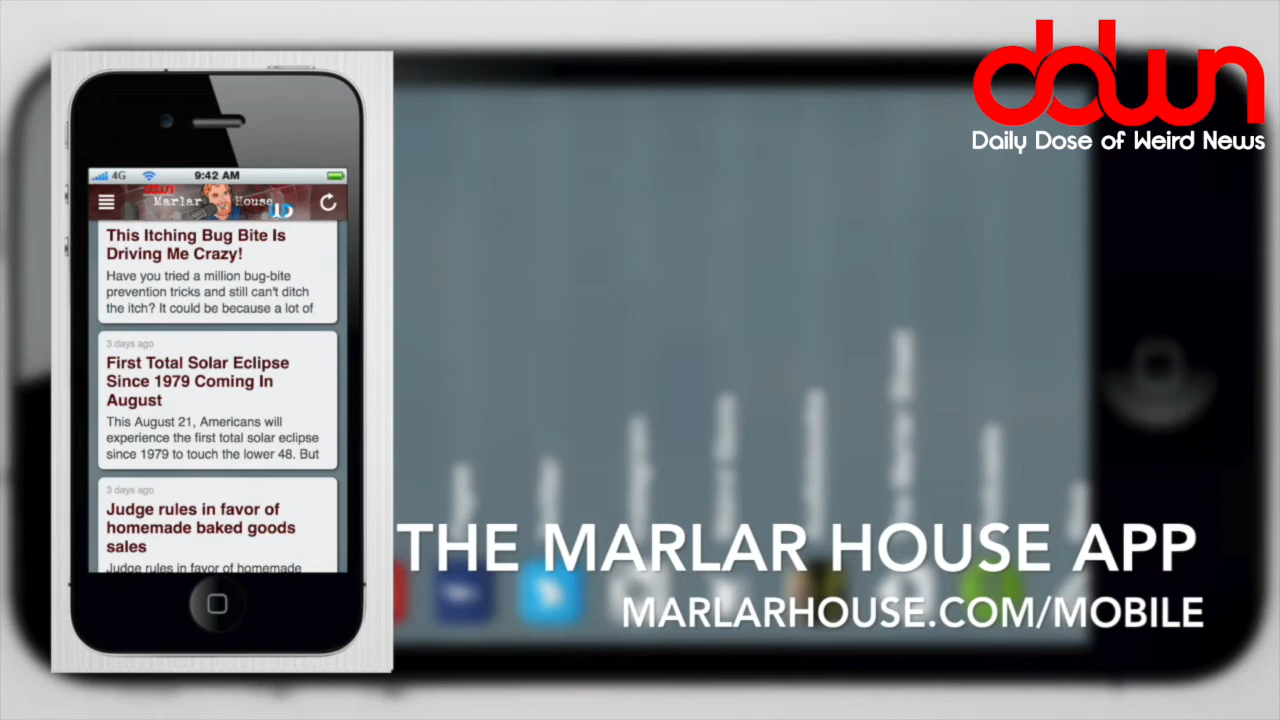 down
Daily Dose of Weird News
4G 9:42 AM
down
Marlar House
This Itching Bug Bite Is
Driving Me Crazy!
Have you tried a million bug-bite
prevention tricks and still can't ditch
the itch? It could be because a lot of
3 days ago
First Total Solar Eclipse
Since 1979 Coming In
August
This August 21, Americans will
experience the first total solar eclipse
since 1979 to touch the lower 48. But
3 days ago
Judge rules in favor of
homemade baked goods
sales
Judge rules in favor of homemade
THE MARLAR HOUSE APP
MARLARHOUSE.COM/MOBILE